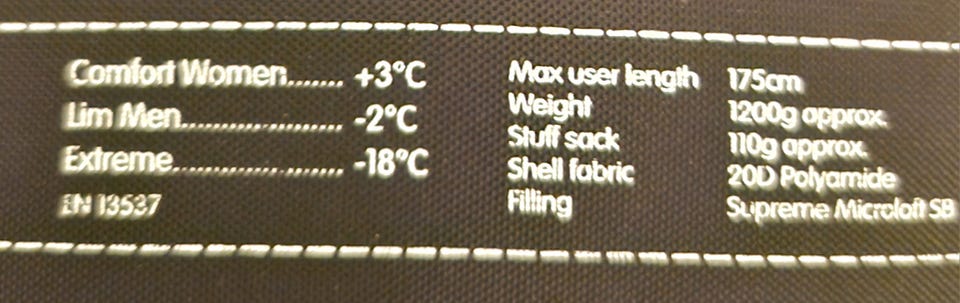 Comfort Women....... +3°C
Lim Men...................... -2°C
Extreme....................... -18°C
EN 13537
Max user length 175cm
Weight 1200g approx.
Stuff sack 110g approx.
Shell fabric 20D Polyamide
Filling Supreme Microloft SB